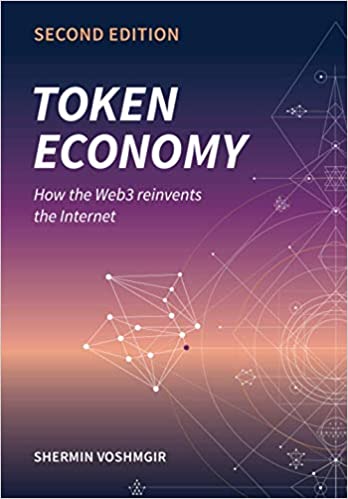 SECOND EDITION
TOKEN
ECONOMY
How the Web3 reinvents
the Internet
SHERMIN VOSHMGIR